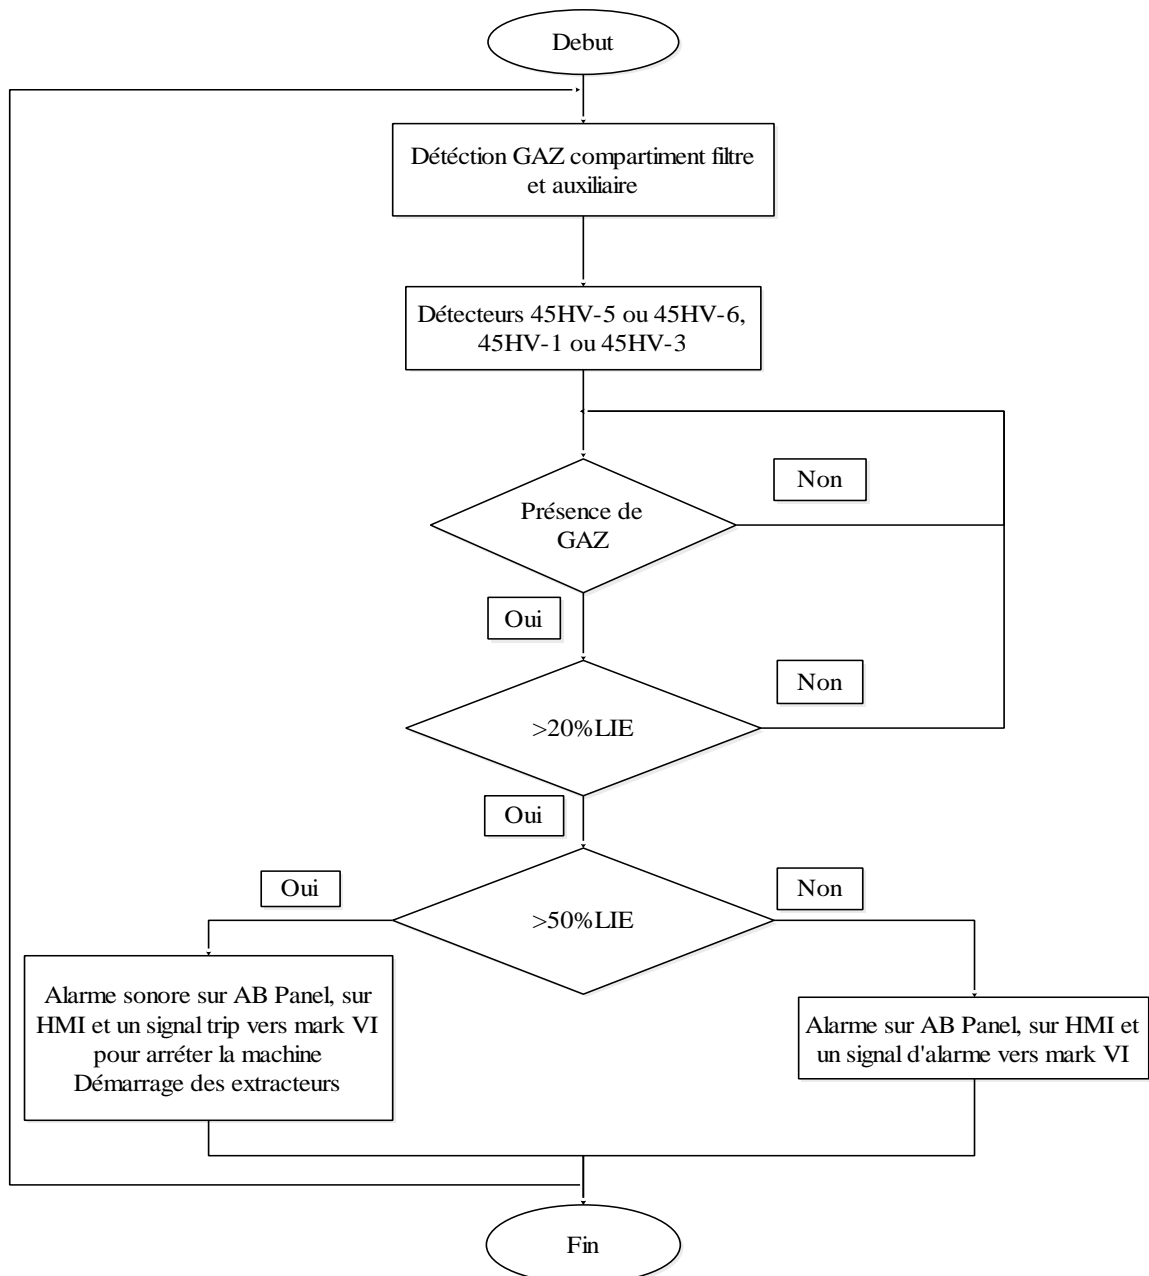 Debut
Détéction GAZ compartiment filtre
et auxiliaire
Détecteurs 45HV-5 ou 45HV-6,
45HV-1 ou 45HV-3
Non
Présence de
GAZ
Oui
Non
>20%LIE
Oui
Oui
Non
>50%LIE
Alarme sonore sur AB Panel, sur
HMI et un signal trip vers mark VI
pour arréter la machine
Démarrage des extracteurs
Alarme sur AB Panel, sur HMI et
un signal d'alarme vers mark VI
Fin